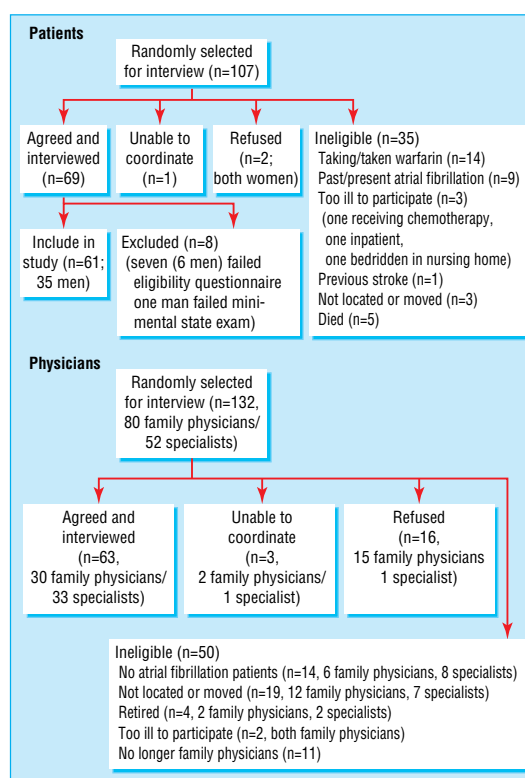 Patients
Randomly selected
for interview (n=107)
Agreed and
interviewed
(n=69)
Unable to
coordinate
(n=1)
Refused
(n=2;
both women)
Ineligible (n=35)
Taking/taken warfarin (n=14)
Past/present atrial fibrillation (n=9)
Too ill to participate (n=3)
(one receiving chemotherapy,
one inpatient,
one bedridden in nursing home)
Previous stroke (n=1)
Not located or moved (n=3)
Died (n=5)
Include in
study (n=61;
35 men)
Excluded (n=8)
(seven (6 men) failed
eligibility questionnaire
one man failed mini-
mental state exam)
Physicians
Randomly selected
for interview (n=132,
80 family physicians/
52 specialists)
Agreed and
interviewed
(n=63,
30 family physicians/
33 specialists)
Unable to
coordinate
(n=3,
2 family physicians/
1 specialist)
Refused
(n=16,
15 family physicians
1 specialist)
Ineligible (n=50)
No atrial fibrillation patients (n=14, 6 family physicians, 8 specialists)
Not located or moved (n=19, 12 family physicians, 7 specialists)
Retired (n=4, 2 family physicians, 2 specialists)
Too ill to participate (n=2, both family physicians)
No longer family physicians (n=11)